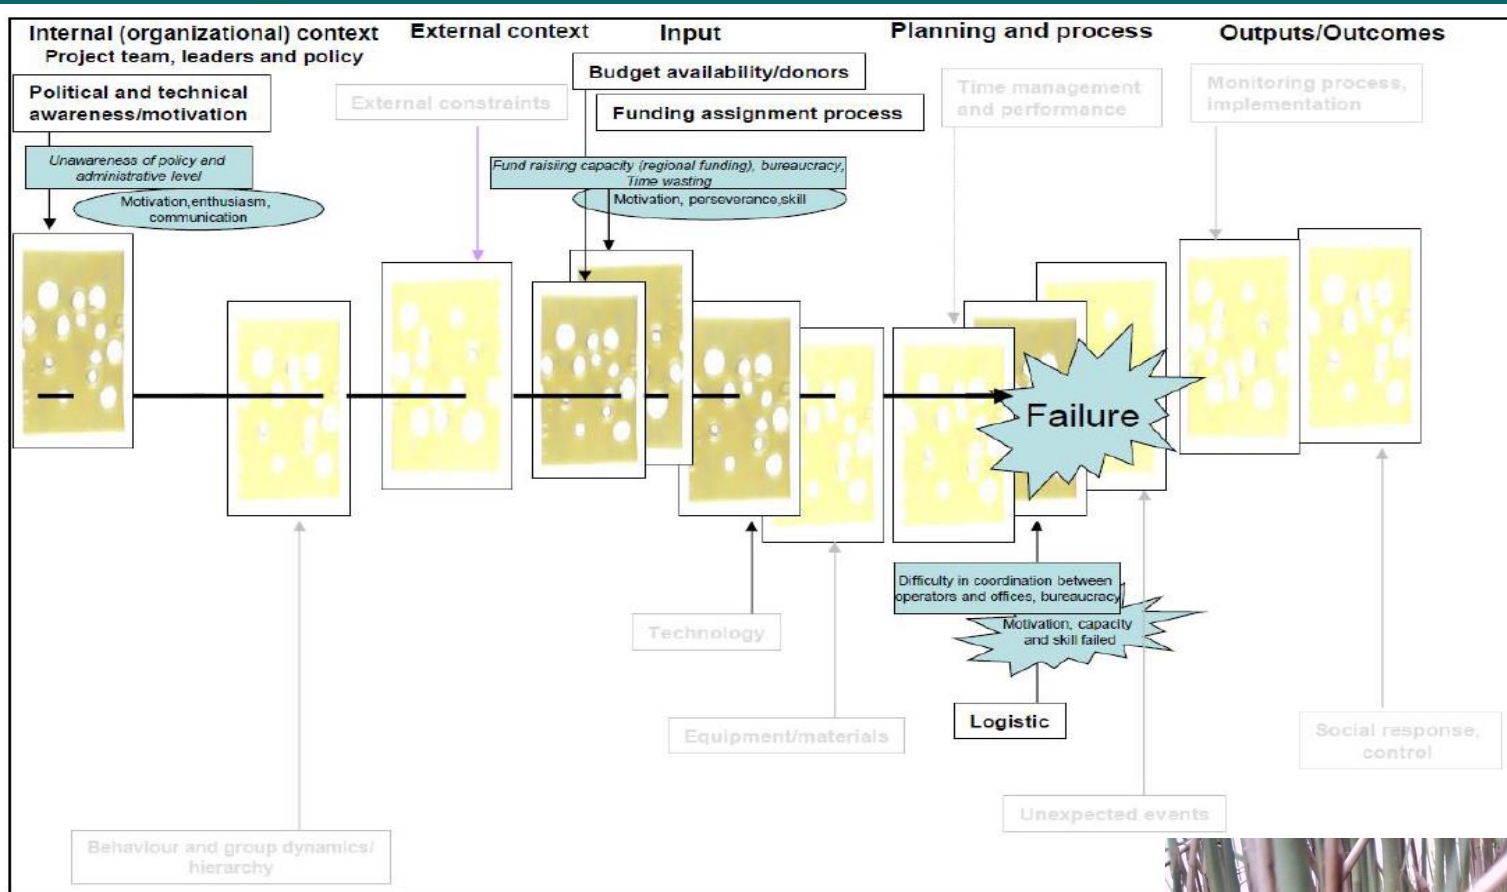 Internal (organizational) context
Project team, leaders and policy
External context
Input
Planning and process
Outputs/Outcomes
Political and technical
awareness/motivation
External constraints
Budget availability/donors
Funding assignment process
Time management
and performance
Monitoring process,
implementation
Unawareness of policy and
administrative level
Motivation,enthusiasm,
communication
Fund raisiing capacity (regional funding), bureaucracy,
Time wasting
Motivation, perseverance,skill
Failure
Difficulty in coordination between
operators and offices, bureaucracy
Motivation, capacity
and skill failed
Technology
Logistic
Equipment/materials
Social response,
control
Unexpected events
Behaviour and group dynamics/
hierarchy